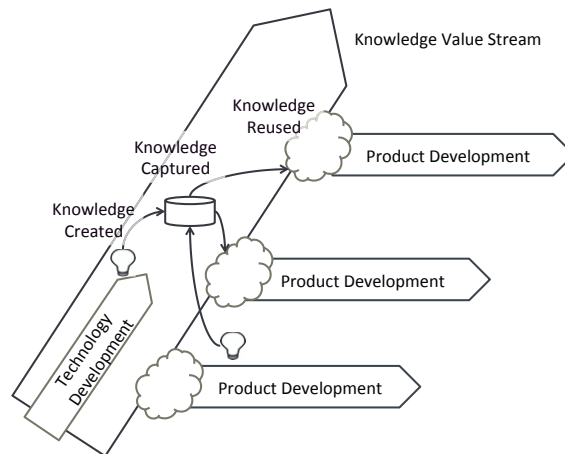 Knowledge Value Stream
Knowledge
Reused
Knowledge
Captured
Product Development
Knowledge
Created
Product Development
Technology
Development
Product Development